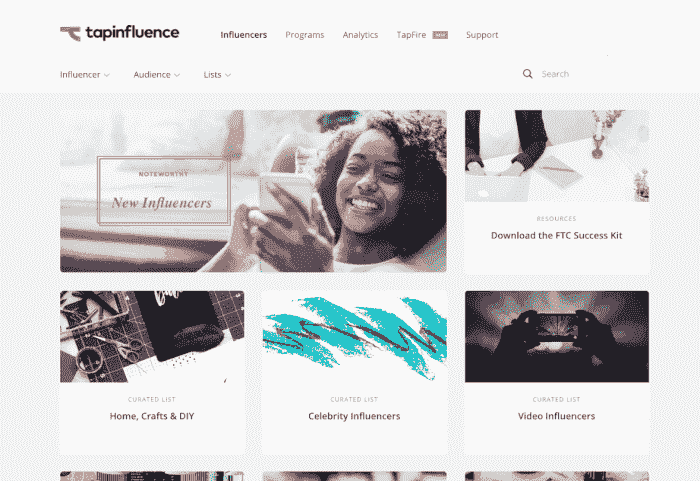 tapinfluence
Influencers Programs Analytics TapFire Support
Influencer Audience Lists Search
NOTEWORTHY
New Influencers
RESOURCES
Download the FTC Success Kit
CURATED LIST
Home, Crafts & DIY
CURATED LIST
Celebrity Influencers
CURATED LIST
Video Influencers